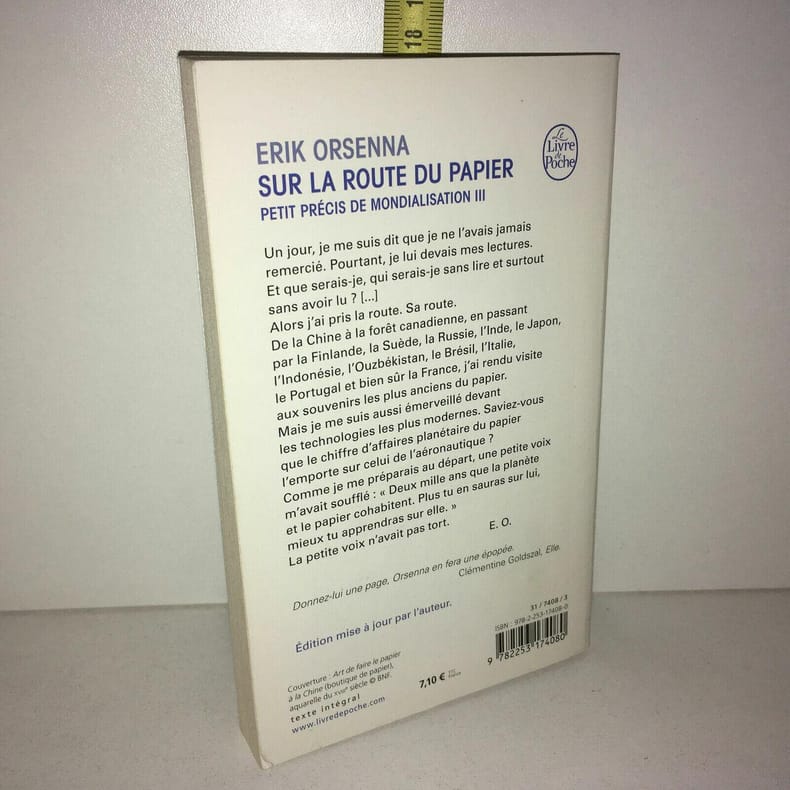 18 1
ERIK ORSENNA
SUR LA ROUTE DU PAPIER
PETIT PRÉCIS DE MONDIALISATION III
Le
Livre
de
Poche
Un jour, je me suis dit que je ne l'avais jamais
remercié. Pourtant, je lui devais mes lectures.
Et que serais-je, qui serais-je sans lire et surtout
sans avoir lu ? [...]
Alors j'ai pris la route. Sa route.
De la Chine à la forêt canadienne, en passant
par la Finlande, la Suède, la Russie, l'Inde, le Japon,
l'Indonésie, l'Ouzbékistan, le Brésil, l'Italie,
le Portugal et bien sûr la France, j'ai rendu visite
aux souvenirs les plus anciens du papier.
Mais je me suis aussi émerveillé devant
les technologies les plus modernes. Saviez-vous
que le chiffre d'affaires planétaire du papier
l'emporte sur celui de l'aéronautique ?
Comme je me préparais au départ, une petite voix
m'avait soufflé : « Deux mille ans que la planète
et le papier cohabitent. Plus tu en sauras sur lui,
mieux tu apprendras sur elle. »
La petite voix n'avait pas tort.
E. O.
Donnez-lui une page, Orsenna en fera une épopée.
Clémentine Goldszal, Elle.
Édition mise à jour par l'auteur.
Couverture : Art de faire le papier
à la Chine (boutique de papier),
aquarelle du XVIIIe siècle © BNF.
texte intégral
www.livredepoche.com
7,10 €
31 / 7408 / 3
ISBN : 978-2-253-17408-0
9 782253 174080